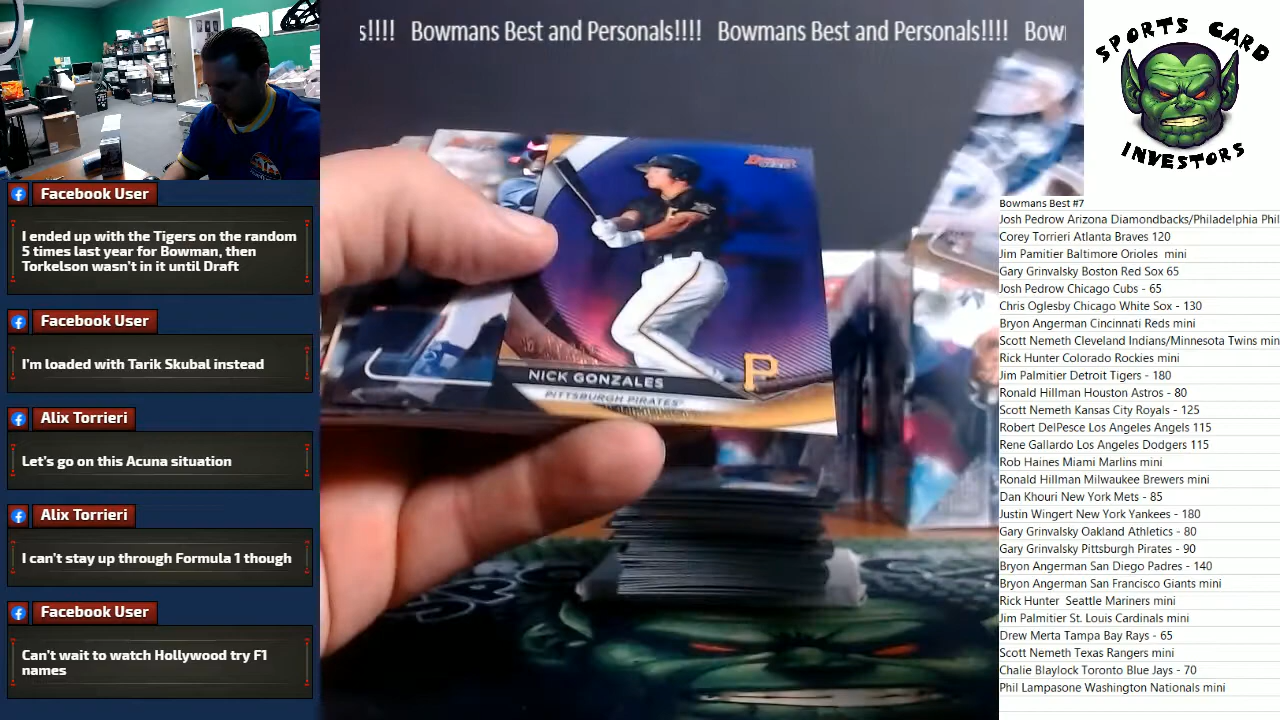 s!!!! Bowmans Best and Personals!!!! Bowmans Best and Personals!!!! Bow
SPORTS CARD
INVESTORS
Facebook User
I ended up with the Tigers on the random
5 times last year for Bowman, then
Torkelson wasn't in it until Draft
Facebook User
I'm loaded with Tarik Skubal instead
Alix Torrieri
Let's go on this Acuna situation
Alix Torrieri
I can't stay up through Formula 1 though
Facebook User
Can't wait to watch Hollywood try F1
names
NICK GONZALES
PITTSBURGH PIRATES
P
Bowmans Best #7
Josh Pedrow Arizona Diamondbacks/Philadelphia Phil
Corey Torrieri Atlanta Braves 120
Jim Pamitier Baltimore Orioles mini
Gary Grinvalsky Boston Red Sox 65
Josh Pedrow Chicago Cubs - 65
Chris Oglesby Chicago White Sox - 130
Bryon Angerman Cincinnati Reds mini
Scott Nemeth Cleveland Indians/Minnesota Twins min
Rick Hunter Colorado Rockies mini
Jim Palmitier Detroit Tigers - 180
Ronald Hillman Houston Astros - 80
Scott Nemeth Kansas City Royals - 125
Robert DelPesce Los Angeles Angels 115
Rene Gallardo Los Angeles Dodgers 115
Rob Haines Miami Marlins mini
Ronald Hillman Milwaukee Brewers mini
Dan Khouri New York Mets - 85
Justin Wingert New York Yankees - 180
Gary Grinvalsky Oakland Athletics - 80
Gary Grinvalsky Pittsburgh Pirates - 90
Bryon Angerman San Diego Padres - 140
Bryon Angerman San Francisco Giants mini
Rick Hunter Seattle Mariners mini
Jim Palmitier St. Louis Cardinals mini
Drew Merta Tampa Bay Rays - 65
Scott Nemeth Texas Rangers mini
Chalie Blaylock Toronto Blue Jays - 70
Phil Lampasone Washington Nationals mini